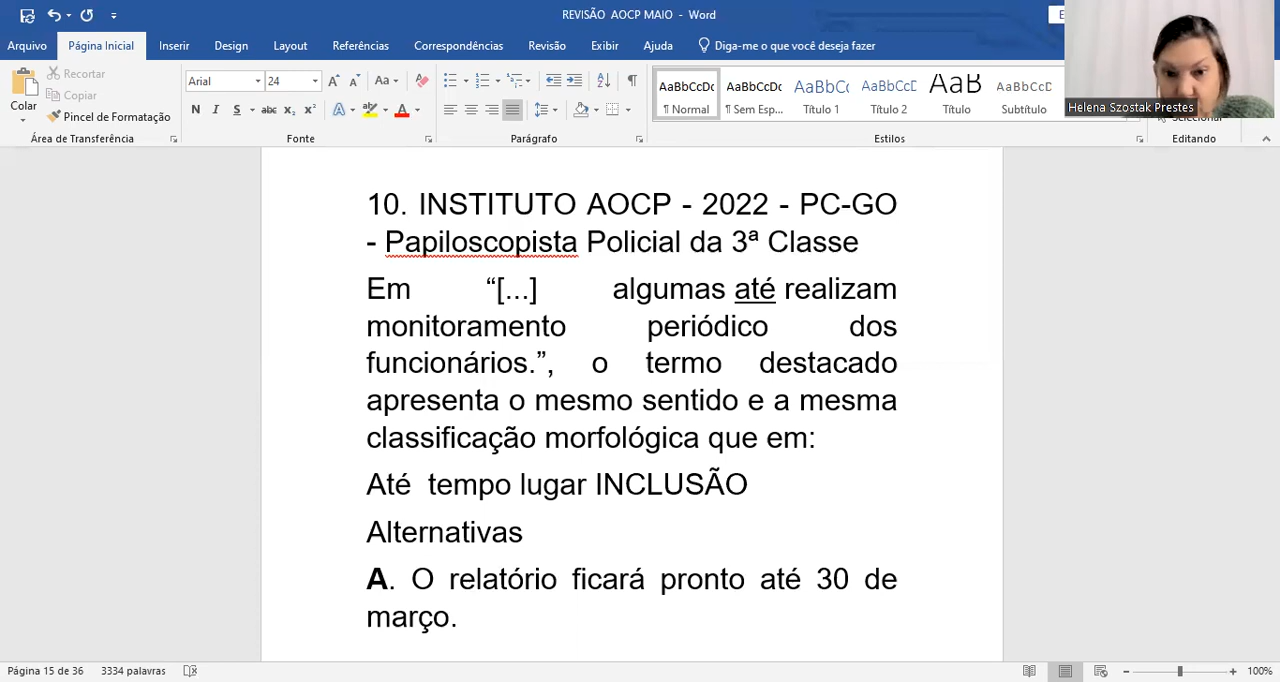 REVISÃO AOCP MAIO - Word
Arquivo Página Inicial Inserir Design Layout Referências Correspondências Revisão Exibir Ajuda Diga-me o que você deseja fazer
Colar
Recortar
Copiar
Pincel de Formatação
Arial 24
Aa
N I S abc x₂ x²
AaBbCcDc AaBbCcDc AaBbCc AaBbCcD AaB AaBbCcD
¶ Normal ¶ Sem Esp... Título 1 Título 2 Título Subtítulo
Área de Transferência Fonte Parágrafo Estilos Editando
Helena Szostak Prestes
10. INSTITUTO AOCP - 2022 - PC-GO
- Papiloscopista Policial da 3ª Classe
Em “[...] algumas até realizam
monitoramento periódico dos
funcionários.”, o termo destacado
apresenta o mesmo sentido e a mesma
classificação morfológica que em:
Até tempo lugar INCLUSÃO
Alternativas
A. O relatório ficará pronto até 30 de
março.
Página 15 de 36 3334 palavras 100%